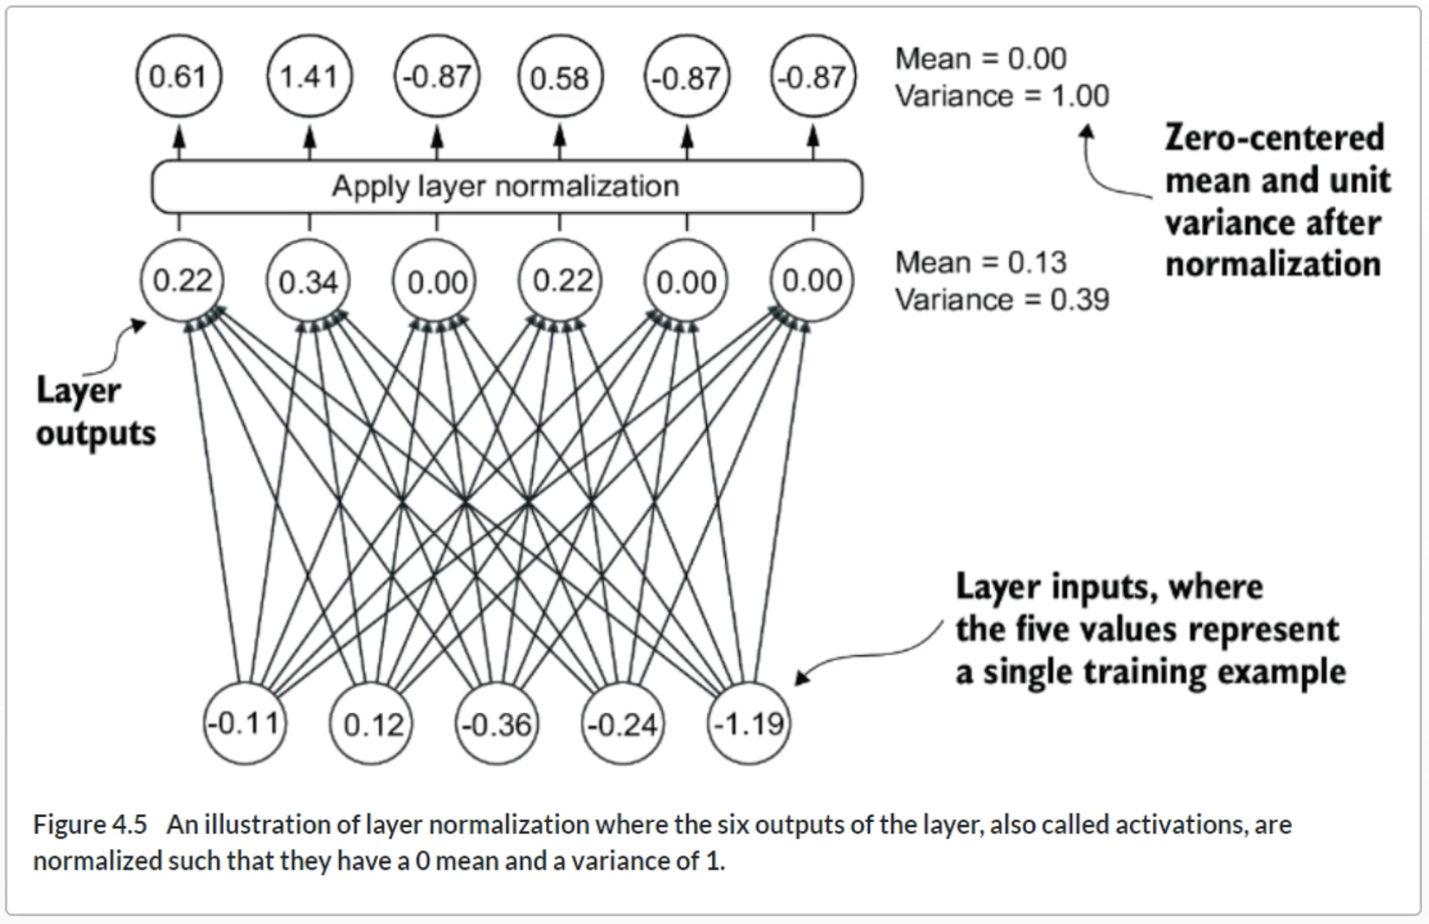 0.61 1.41 -0.87 0.58 -0.87 -0.87
Mean = 0.00
Variance = 1.00
Zero-centered
mean and unit
variance after
normalization
Apply layer normalization
0.22 0.34 0.00 0.22 0.00 0.00
Mean = 0.13
Variance = 0.39
Layer
outputs
Layer inputs, where
the five values represent
a single training example
-0.11 0.12 -0.36 -0.24 -1.19
Figure 4.5 An illustration of layer normalization where the six outputs of the layer, also called activations, are
normalized such that they have a 0 mean and a variance of 1.